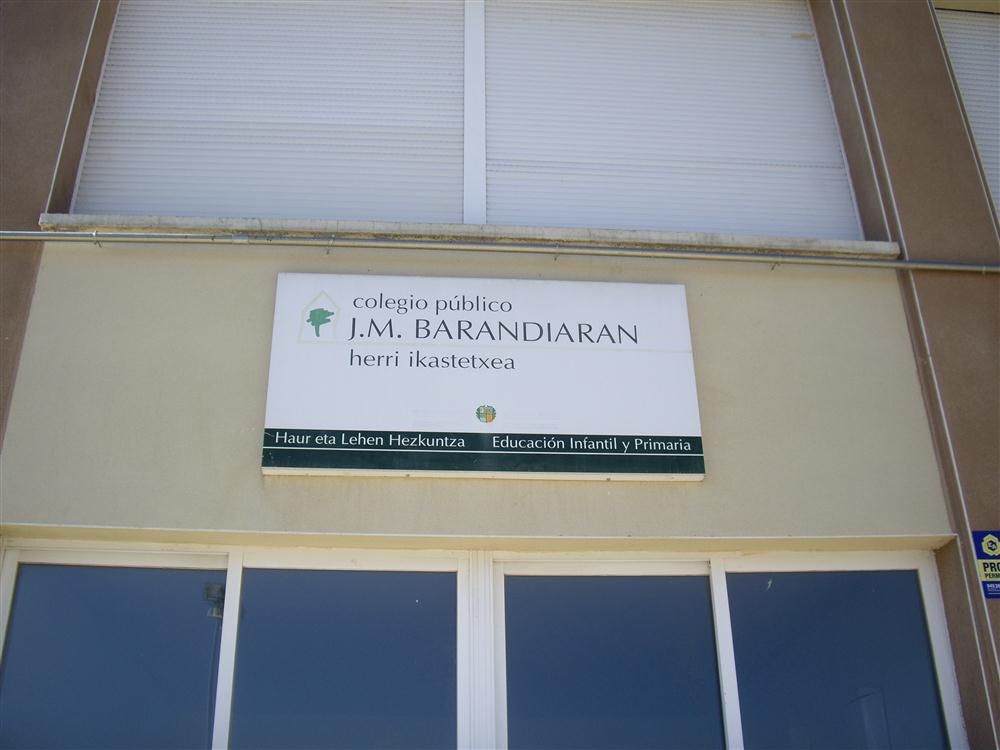 colegio público
J.M. BARANDIARAN
herri ikastetxea
Haur eta Lehen Hezkuntza Educación Infantil y Primaria